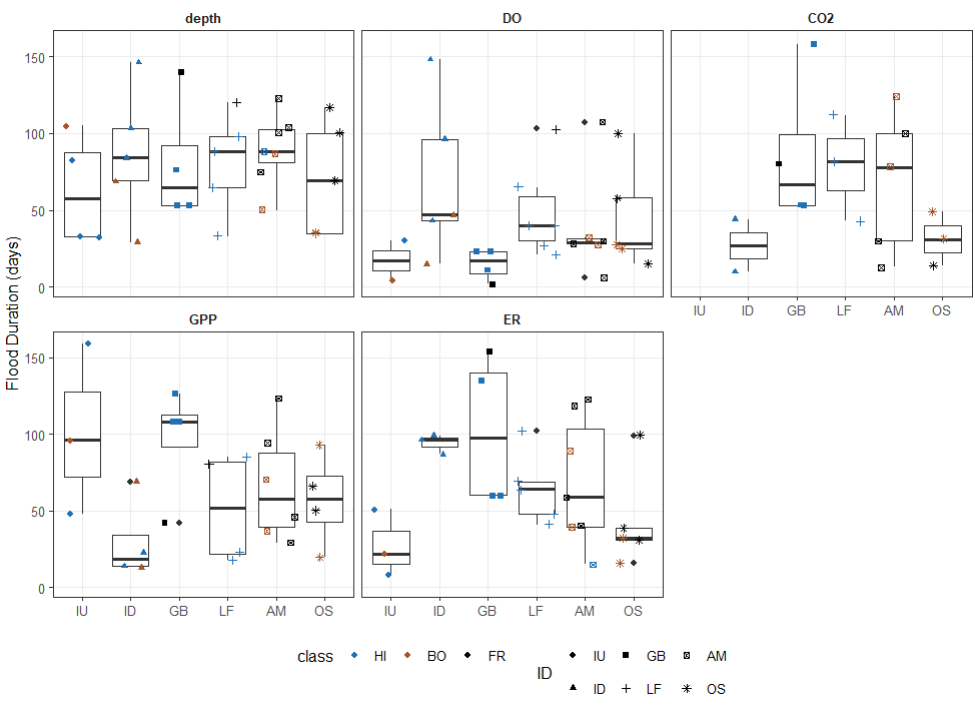 depth DO CO2
150
100
50
0
IU ID GB LF AM OS
GPP ER
Flood Duration (days)
150
100
50
0
IU ID GB LF AM OS IU ID GB LF AM OS
class HI BO FR
ID
IU GB AM
ID LF OS